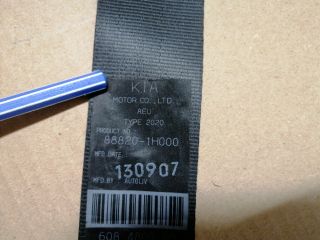 KIA
MOTOR CO., LTD.
AEU
TYPE 2020
PRODUCT NO.:
88820-1H000
MFD DATE:
130907
MFD BY AUTOLIV